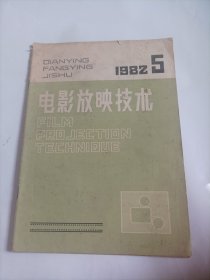 DIANYING
FANGYING
JISHU
1982 5
电影放映技术
FILM
PROJECTION
TECHNIQUE